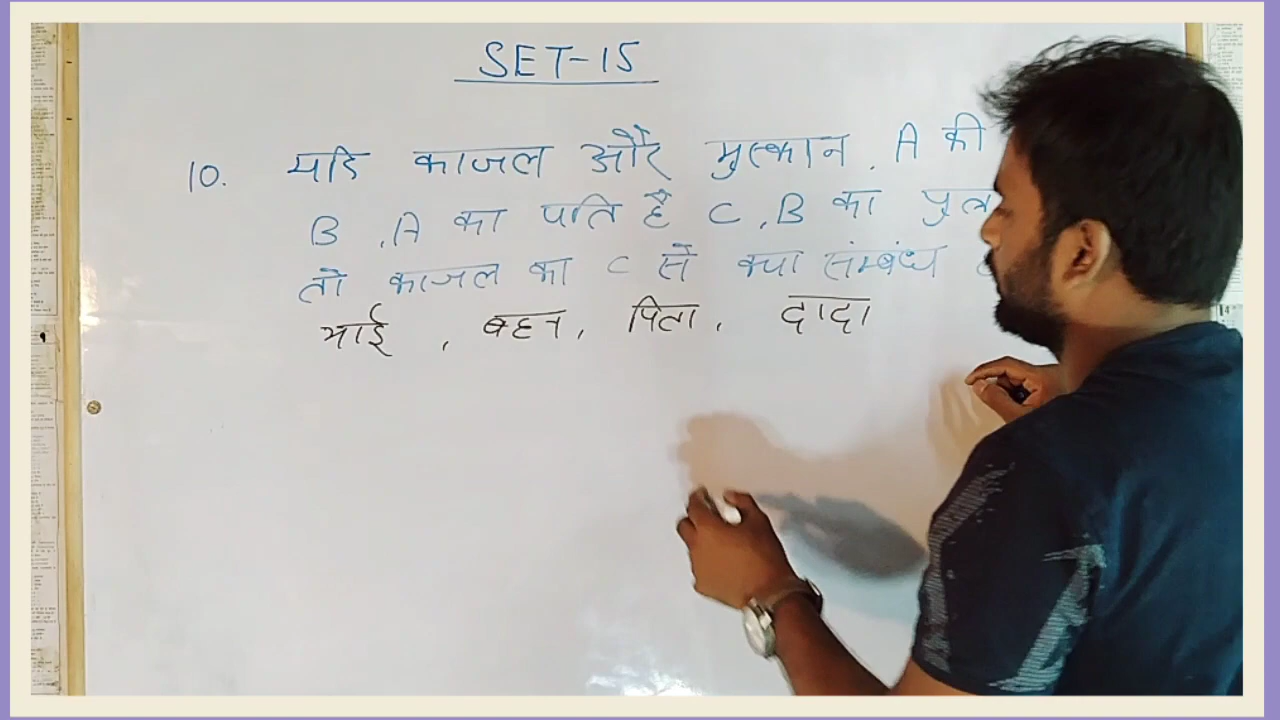 SET-15
10. यदि काजल और मुस्कान, A की
B ,A का पति है C,B का पुत्र
तो काजल का C से क्या संम्बंध
भाई , बहन, पिता, दादा